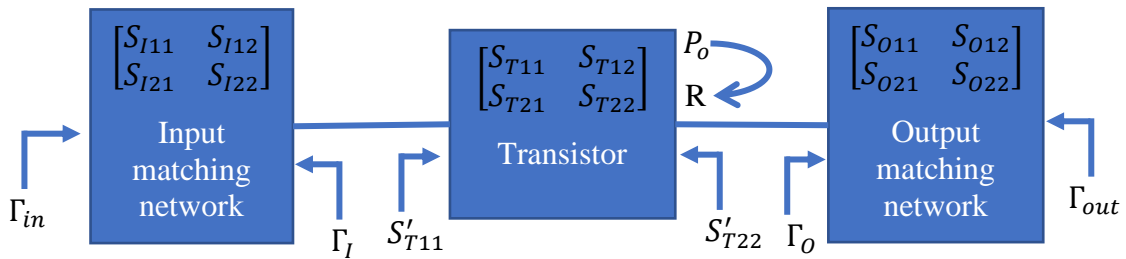 [S_I11 S_I12
S_I21 S_I22]
Input
matching
network
[S_T11 S_T12
S_T21 S_T22]
P_o
R
Transistor
[S_O11 S_O12
S_O21 S_O22]
Output
matching
network
Γ_in
Γ_I
S′_T11
S′_T22
Γ_O
Γ_out